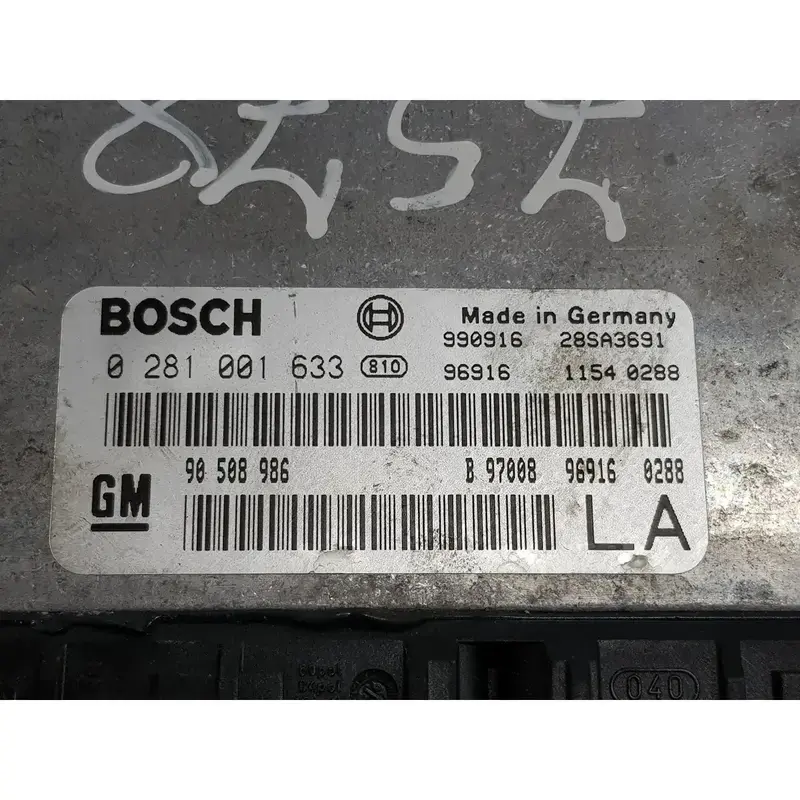 7578
BOSCH
Made in Germany
990916 28SA3691
0 281 001 633 810
96916 1154 0288
90 508 986 B 97008 96916 0288
GM
LA
040